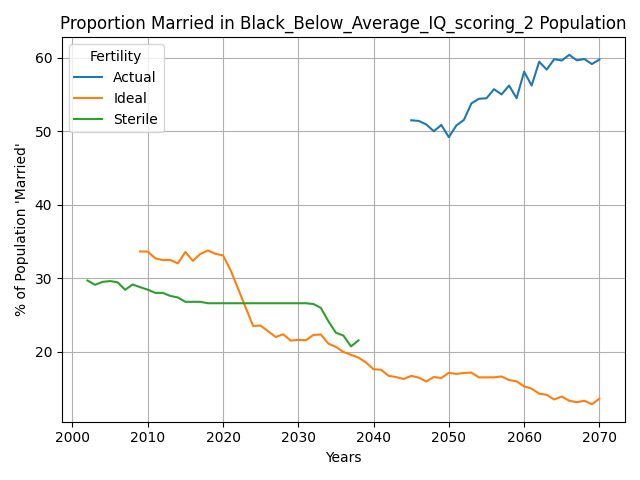 Proportion Married in Black_Below_Average_IQ_scoring_2 Population
Fertility
Actual
Ideal
Sterile
% of Population 'Married'
60
50
40
30
20
2000 2010 2020 2030 2040 2050 2060 2070
Years